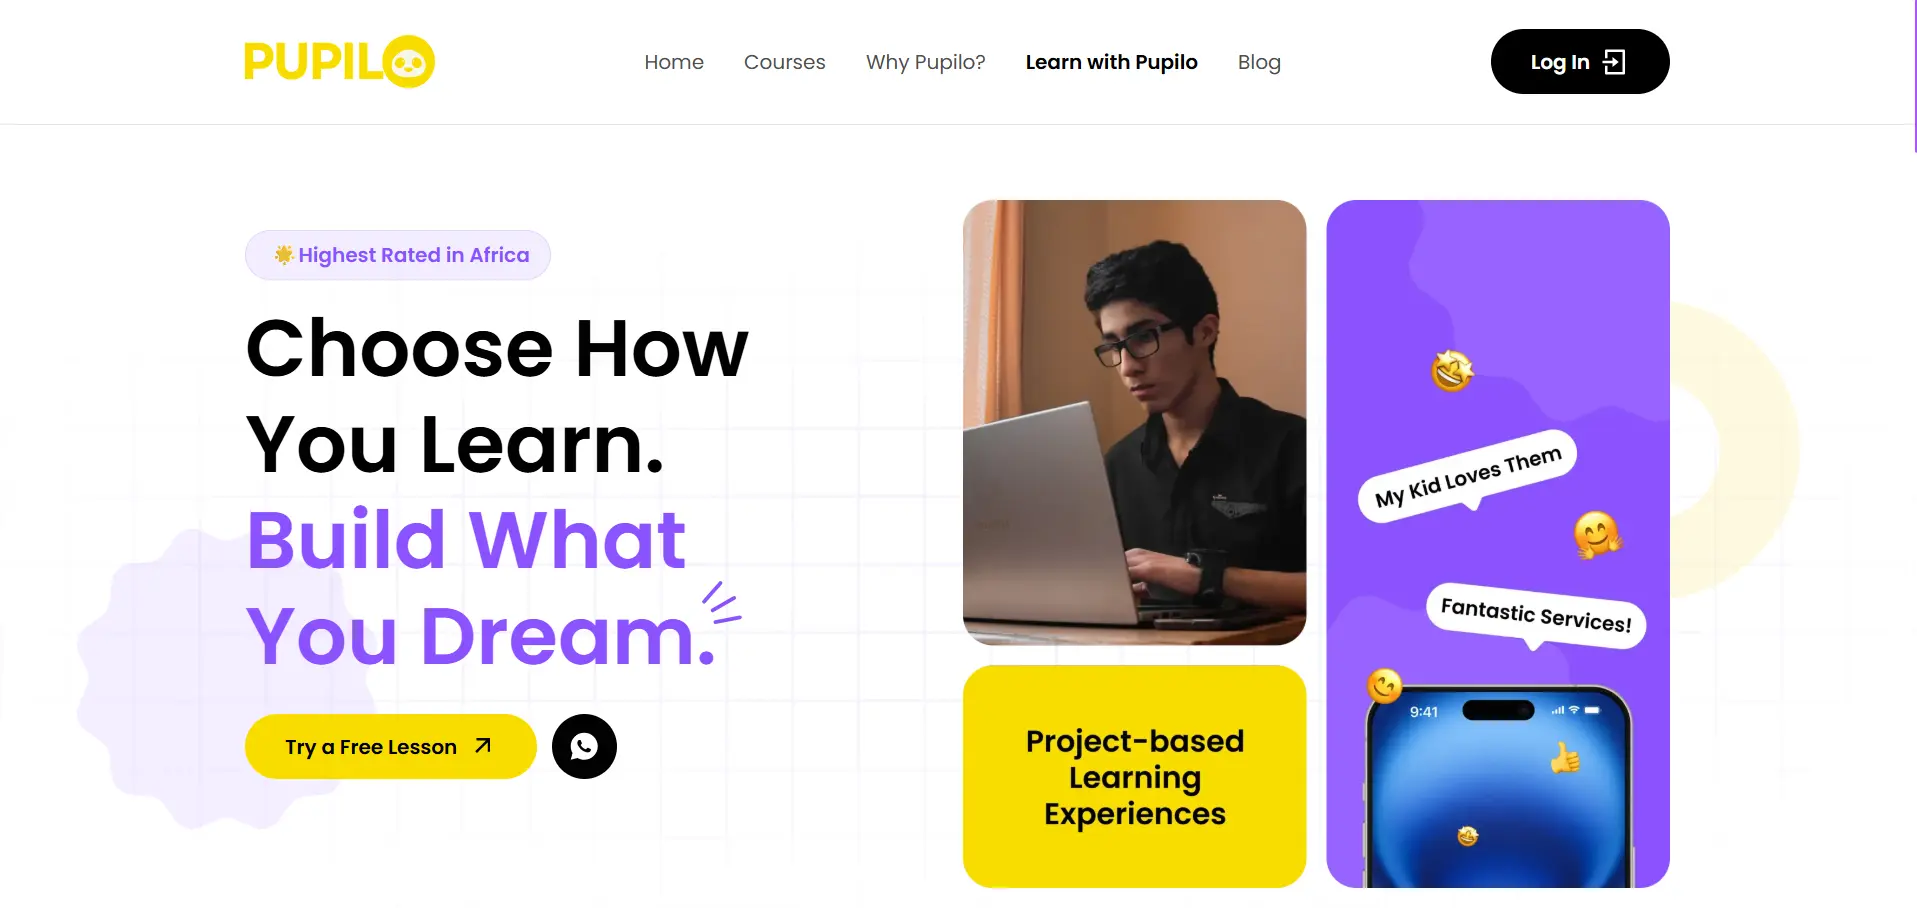 PUPILO
Home
Courses
Why Pupilo?
Learn with Pupilo
Blog
Log In
Highest Rated in Africa
Choose How
You Learn.
Build What
You Dream.
Try a Free Lesson
My Kid Loves Them
Fantastic Services!
9:41
Project-based
Learning
Experiences